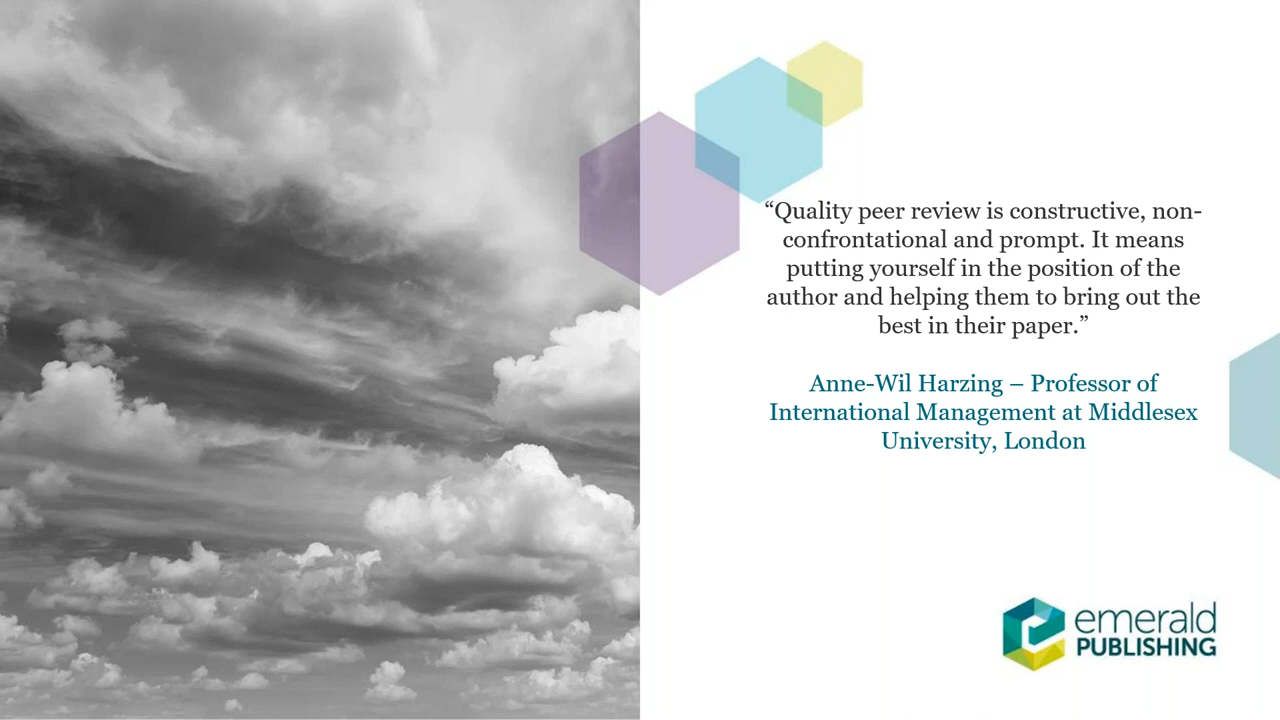 “Quality peer review is constructive, non-
confrontational and prompt. It means
putting yourself in the position of the
author and helping them to bring out the
best in their paper.”
Anne-Wil Harzing – Professor of
International Management at Middlesex
University, London
emerald
PUBLISHING